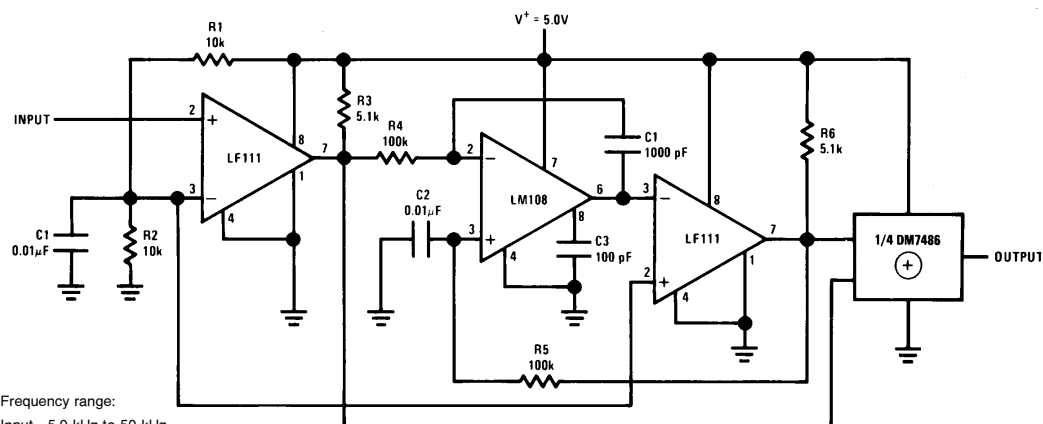 V+ = 5.0V
R1
10k
INPUT
2
+
8
R3
5.1k
R4
100k
LF111
7
1
3
−
4
C1
0.01μF
R2
10k
2
−
7
C1
1000 pF
LM108
6
8
C2
0.01μF
3
+
4
C3
100 pF
3
−
8
LF111
7
1
2
+
4
R6
5.1k
1/4 DM7486
+
OUTPUT
R5
100k
Frequency range: